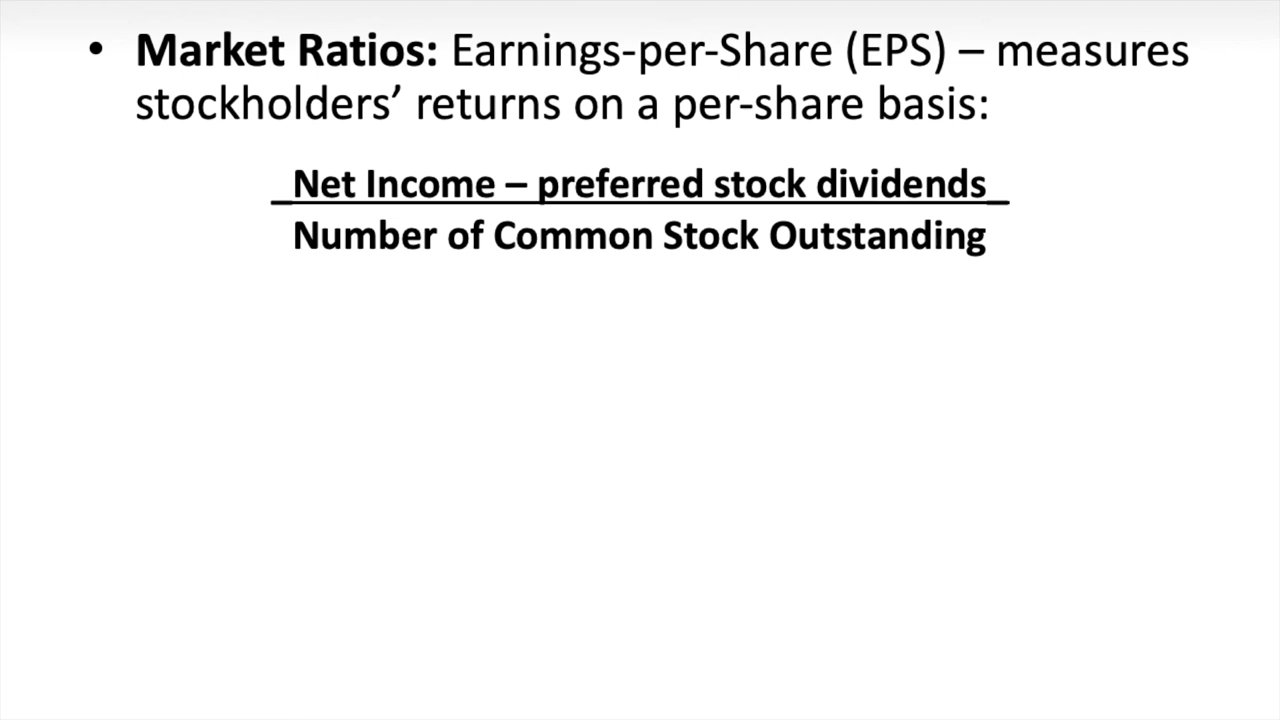 • Market Ratios: Earnings-per-Share (EPS) – measures
stockholders’ returns on a per-share basis:
_Net Income – preferred stock dividends_
Number of Common Stock Outstanding